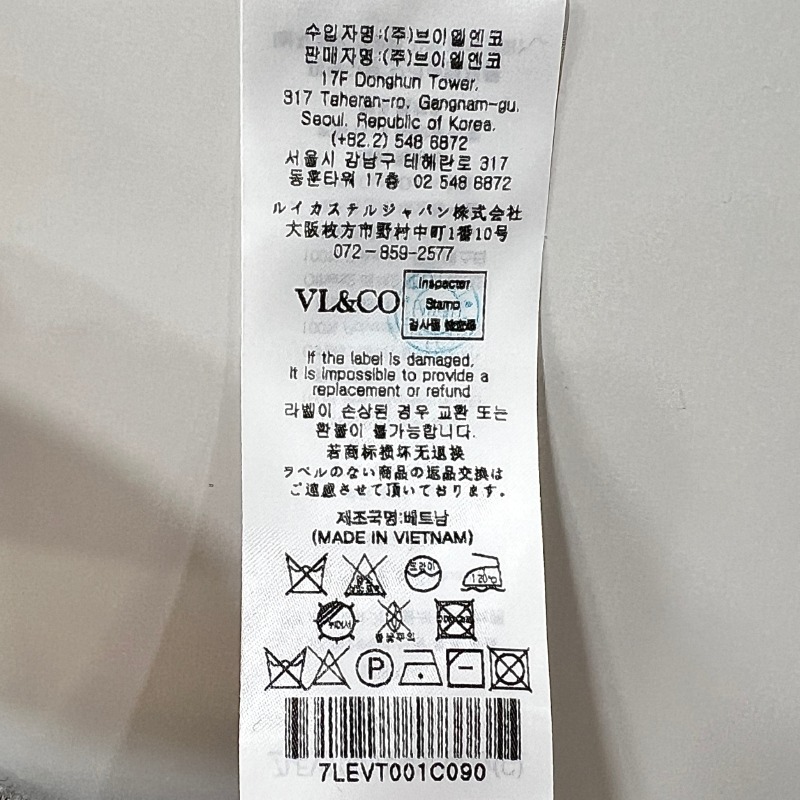 수입자명:(주)브이엘엔코
판매자명:(주)브이엘엔코
17F Donghun Tower,
317 Teheran-ro, Gangnam-gu,
Seoul, Republic of Korea.
(+82.2) 548 6872
서울시 강남구 테헤란로 317
동훈타워 17층 02 548 6872
ルイカステルジャパン株式会社
大阪枚方市野村中町1番10号
072-859-2577
VL&CO
Inspecter
Stamp
검사필
If the label is damaged,
it is impossible to provide a
replacement or refund
라벨이 손상된 경우 교환 또는
환불이 불가능합니다.
若商标损坏无退换
ラベルのない商品の返品交換は
ご遠慮させて頂いております。
제조국명:베트남
(MADE IN VIETNAM)
드라이
120℃
P
7LEVT001C090